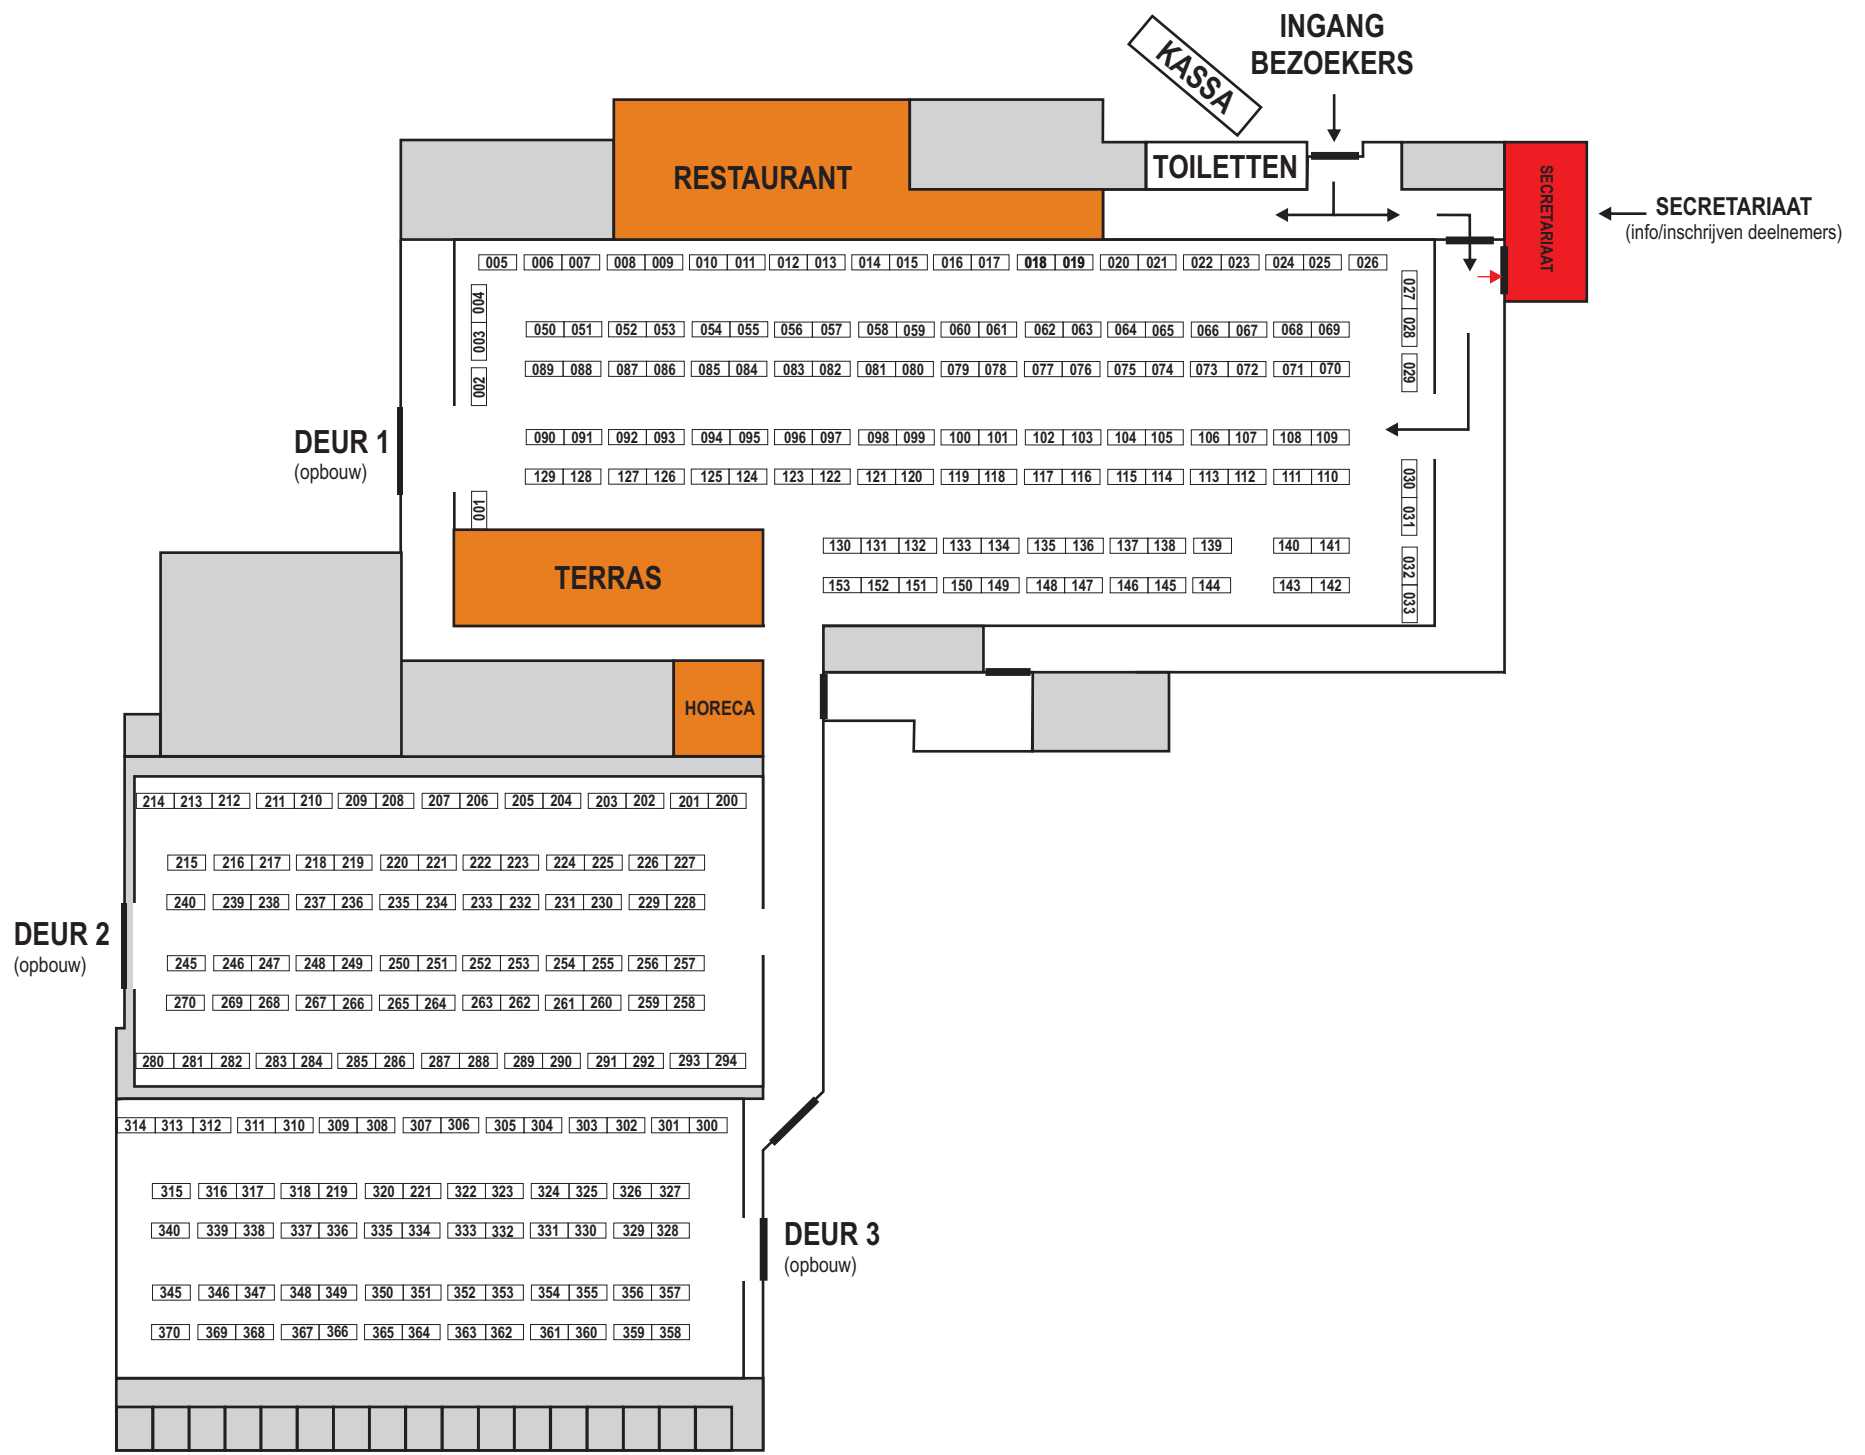 INGANG
BEZOEKERS
KASSA
TOILETTEN
RESTAURANT
SECRETARIAAT
SECRETARIAAT
(info/inschrijven deelnemers)
005 006 007 008 009 010 011 012 013 014 015 016 017 018 019 020 021 022 023 024 025 026
004
003
002
001
027
028
029
030
031
032
033
050 051 052 053 054 055 056 057 058 059 060 061 062 063 064 065 066 067 068 069
089 088 087 086 085 084 083 082 081 080 079 078 077 076 075 074 073 072 071 070
DEUR 1
(opbouw)
090 091 092 093 094 095 096 097 098 099 100 101 102 103 104 105 106 107 108 109
129 128 127 126 125 124 123 122 121 120 119 118 117 116 115 114 113 112 111 110
130 131 132 133 134 135 136 137 138 139 140 141
153 152 151 150 149 148 147 146 145 144 143 142
TERRAS
HORECA
214 213 212 211 210 209 208 207 206 205 204 203 202 201 200
215 216 217 218 219 220 221 222 223 224 225 226 227
240 239 238 237 236 235 234 233 232 231 230 229 228
DEUR 2
(opbouw)
245 246 247 248 249 250 251 252 253 254 255 256 257
270 269 268 267 266 265 264 263 262 261 260 259 258
280 281 282 283 284 285 286 287 288 289 290 291 292 293 294
314 313 312 311 310 309 308 307 306 305 304 303 302 301 300
315 316 317 318 219 320 221 322 323 324 325 326 327
340 339 338 337 336 335 334 333 332 331 330 329 328
DEUR 3
(opbouw)
345 346 347 348 349 350 351 352 353 354 355 356 357
370 369 368 367 366 365 364 363 362 361 360 359 358